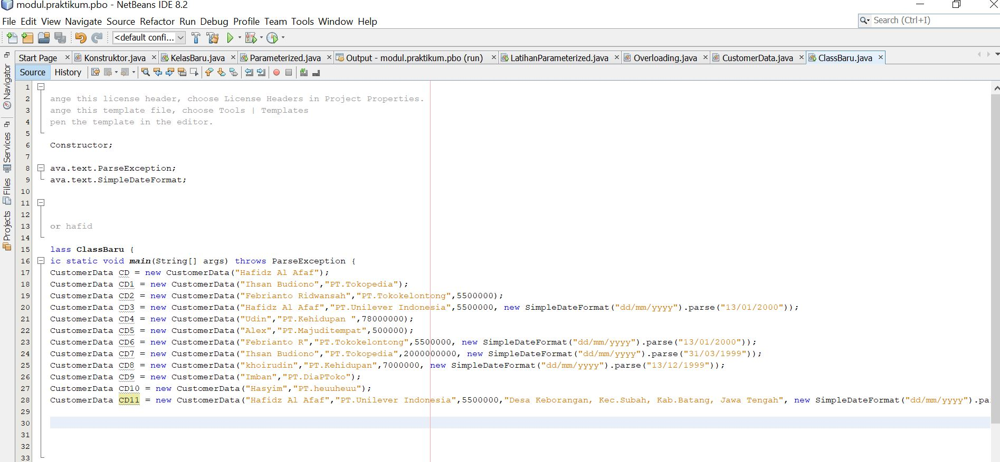 modul.praktikum.pbo - NetBeans IDE 8.2
File Edit View Navigate Source Refactor Run Debug Profile Team Tools Window Help
Search (Ctrl+I)
<default confi...
Start Page Konstruktor.java KelasBaru.java Parameterized.java Output - modul.praktikum.pbo (run) LatihanParameterized.java Overloading.java CustomerData.java ClassBaru.java
Source History
Navigator
Services
Files
Projects
1
2 ange this license header, choose License Headers in Project Properties.
3 ange this template file, choose Tools | Templates
4 pen the template in the editor.
5
6 Constructor;
7
8 ava.text.ParseException;
9 ava.text.SimpleDateFormat;
10
11
12
13 or hafid
14
15 lass ClassBaru {
16 ic static void main(String[] args) throws ParseException {
17 CustomerData CD = new CustomerData("Hafidz Al Afaf");
18 CustomerData CD1 = new CustomerData("Ihsan Budiono","PT.Tokopedia");
19 CustomerData CD2 = new CustomerData("Febrianto Ridwansah","PT.Tokokelontong",5500000);
20 CustomerData CD3 = new CustomerData("Hafidz Al Afaf","PT.Unilever Indonesia",5500000, new SimpleDateFormat("dd/mm/yyyy").parse("13/01/2000"));
21 CustomerData CD4 = new CustomerData("Udin","PT.Kehidupan ",78000000);
22 CustomerData CD5 = new CustomerData("Alex","PT.Majuditempat",500000);
23 CustomerData CD6 = new CustomerData("Febrianto R","PT.Tokokelontong",5500000, new SimpleDateFormat("dd/mm/yyyy").parse("13/01/2000"));
24 CustomerData CD7 = new CustomerData("Ihsan Budiono","PT.Tokopedia",2000000000, new SimpleDateFormat("dd/mm/yyyy").parse("31/03/1999"));
25 CustomerData CD8 = new CustomerData("khoirudin","PT.Kehidupan",7000000, new SimpleDateFormat("dd/mm/yyyy").parse("13/12/1999"));
26 CustomerData CD9 = new CustomerData("Imban","PT.DiaPToko");
27 CustomerData CD10 = new CustomerData("Hasyim","PT.heuuheuu");
28 CustomerData CD11 = new CustomerData("Hafidz Al Afaf","PT.Unilever Indonesia",5500000,"Desa Keborangan, Kec.Subah, Kab.Batang, Jawa Tengah", new SimpleDateFormat("dd/mm/yyyy").pa
29
30
31
32
33